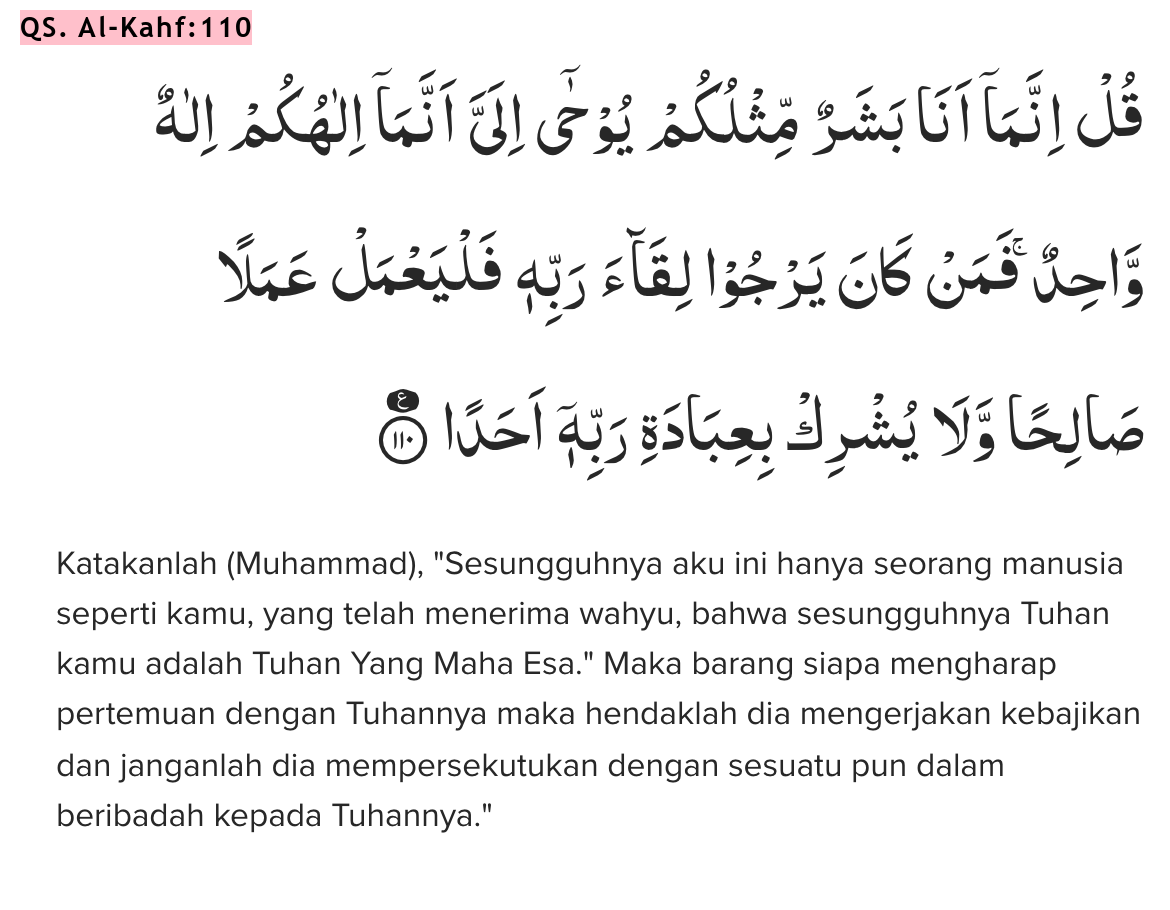 QS. Al-Kahf:110
قُلْ اِنَّمَآ اَنَا۠ بَشَرٌ مِّثْلُكُمْ يُوْحٰٓى اِلَيَّ اَنَّمَآ اِلٰهُكُمْ اِلٰهٌ
وَّاحِدٌۚ فَمَنْ كَانَ يَرْجُوْا لِقَاۤءَ رَبِّهٖ فَلْيَعْمَلْ عَمَلًا
صَالِحًا وَّلَا يُشْرِكْ بِعِبَادَةِ رَبِّهٖٓ اَحَدًا ࣖ ١١٠
Katakanlah (Muhammad), "Sesungguhnya aku ini hanya seorang manusia
seperti kamu, yang telah menerima wahyu, bahwa sesungguhnya Tuhan
kamu adalah Tuhan Yang Maha Esa." Maka barang siapa mengharap
pertemuan dengan Tuhannya maka hendaklah dia mengerjakan kebajikan
dan janganlah dia mempersekutukan dengan sesuatu pun dalam
beribadah kepada Tuhannya."